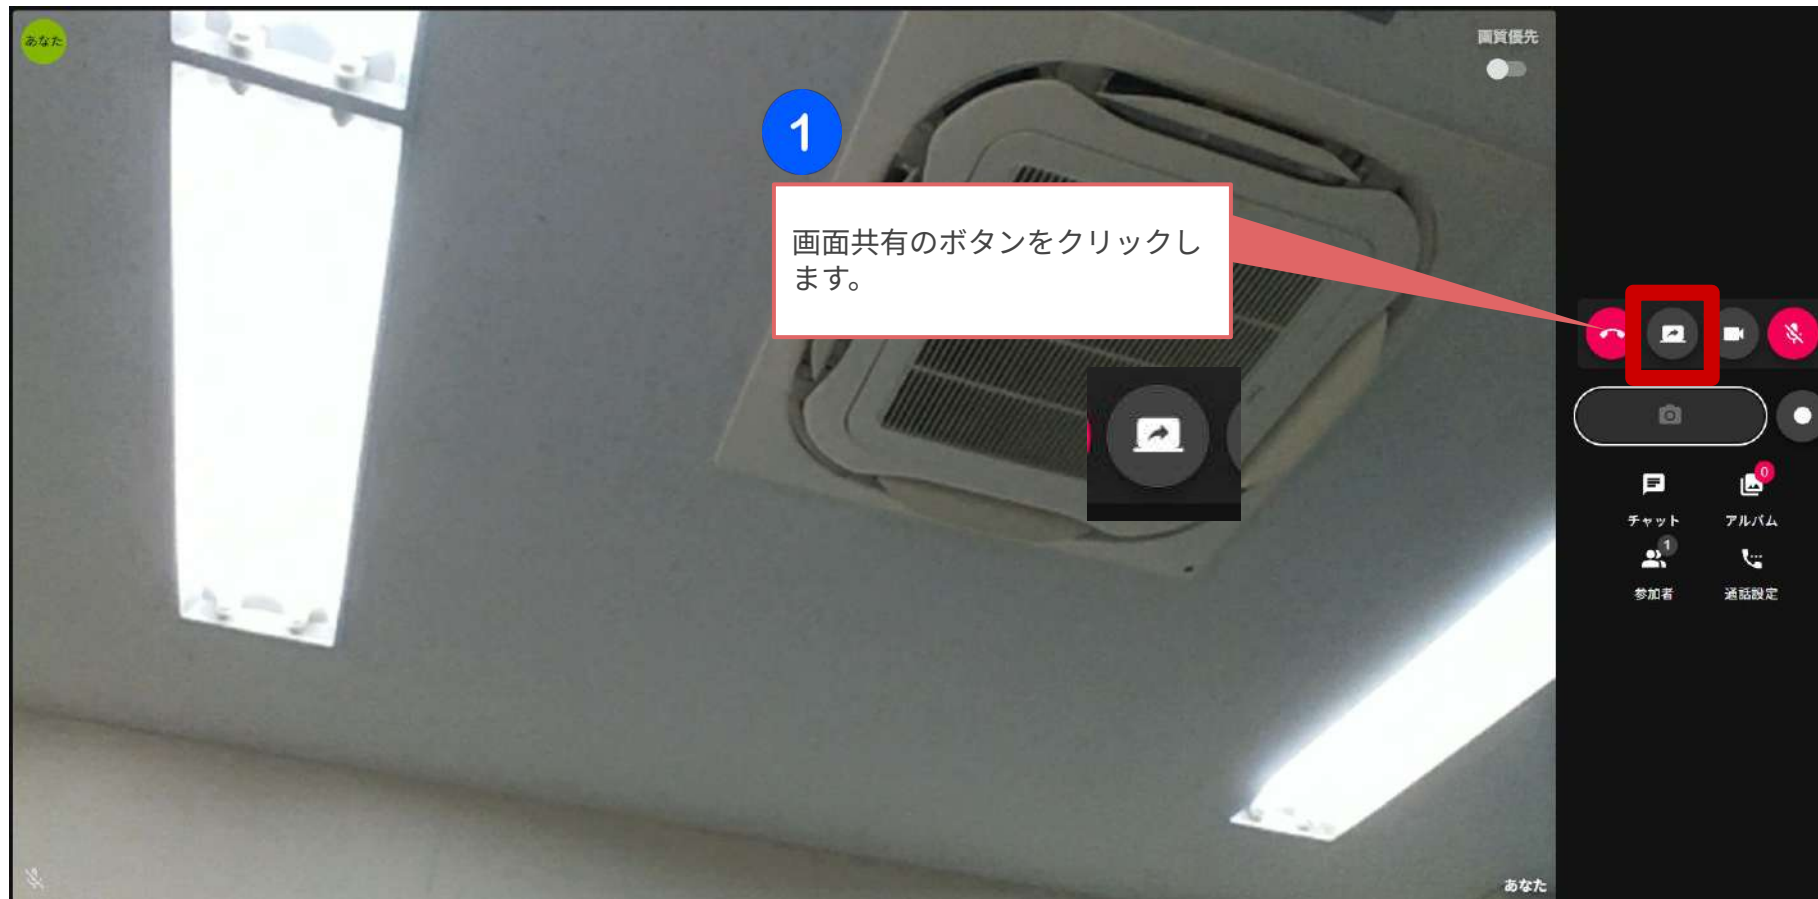 あなた
画質優先
1
画面共有のボタンをクリックし
ます。
0
チャット
アルバム
1
参加者
通話設定
あなた